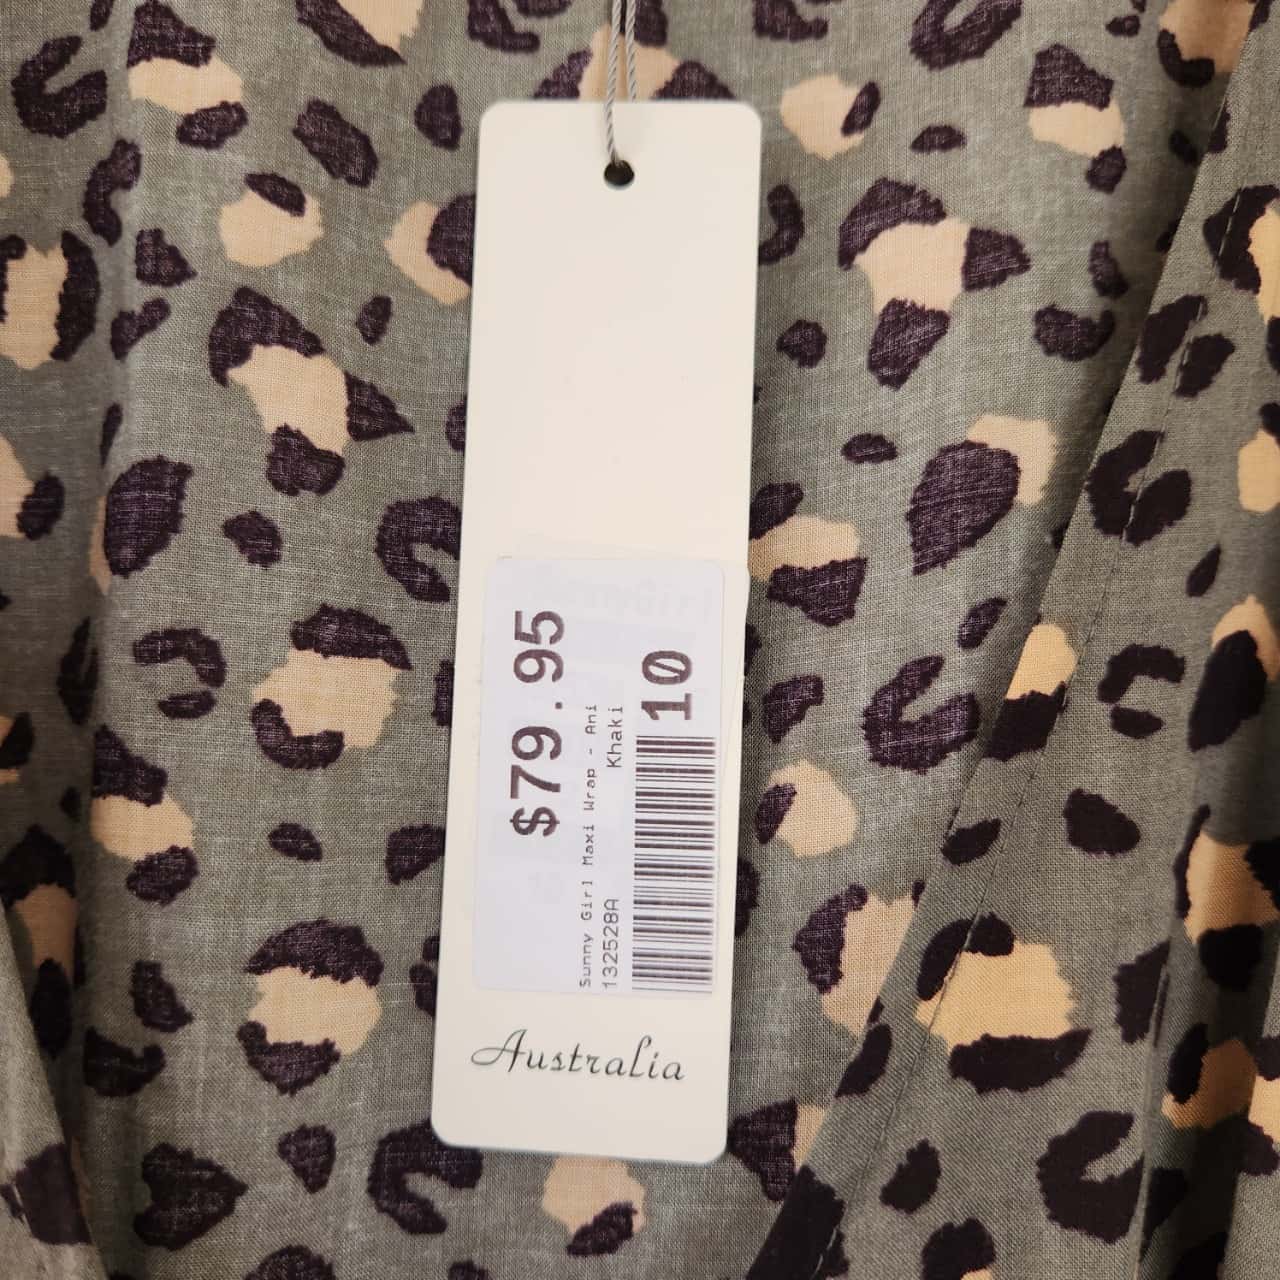 $79.95
Sunny Girl Maxi Wrap - Ani
Khaki
132528A
10
Australia